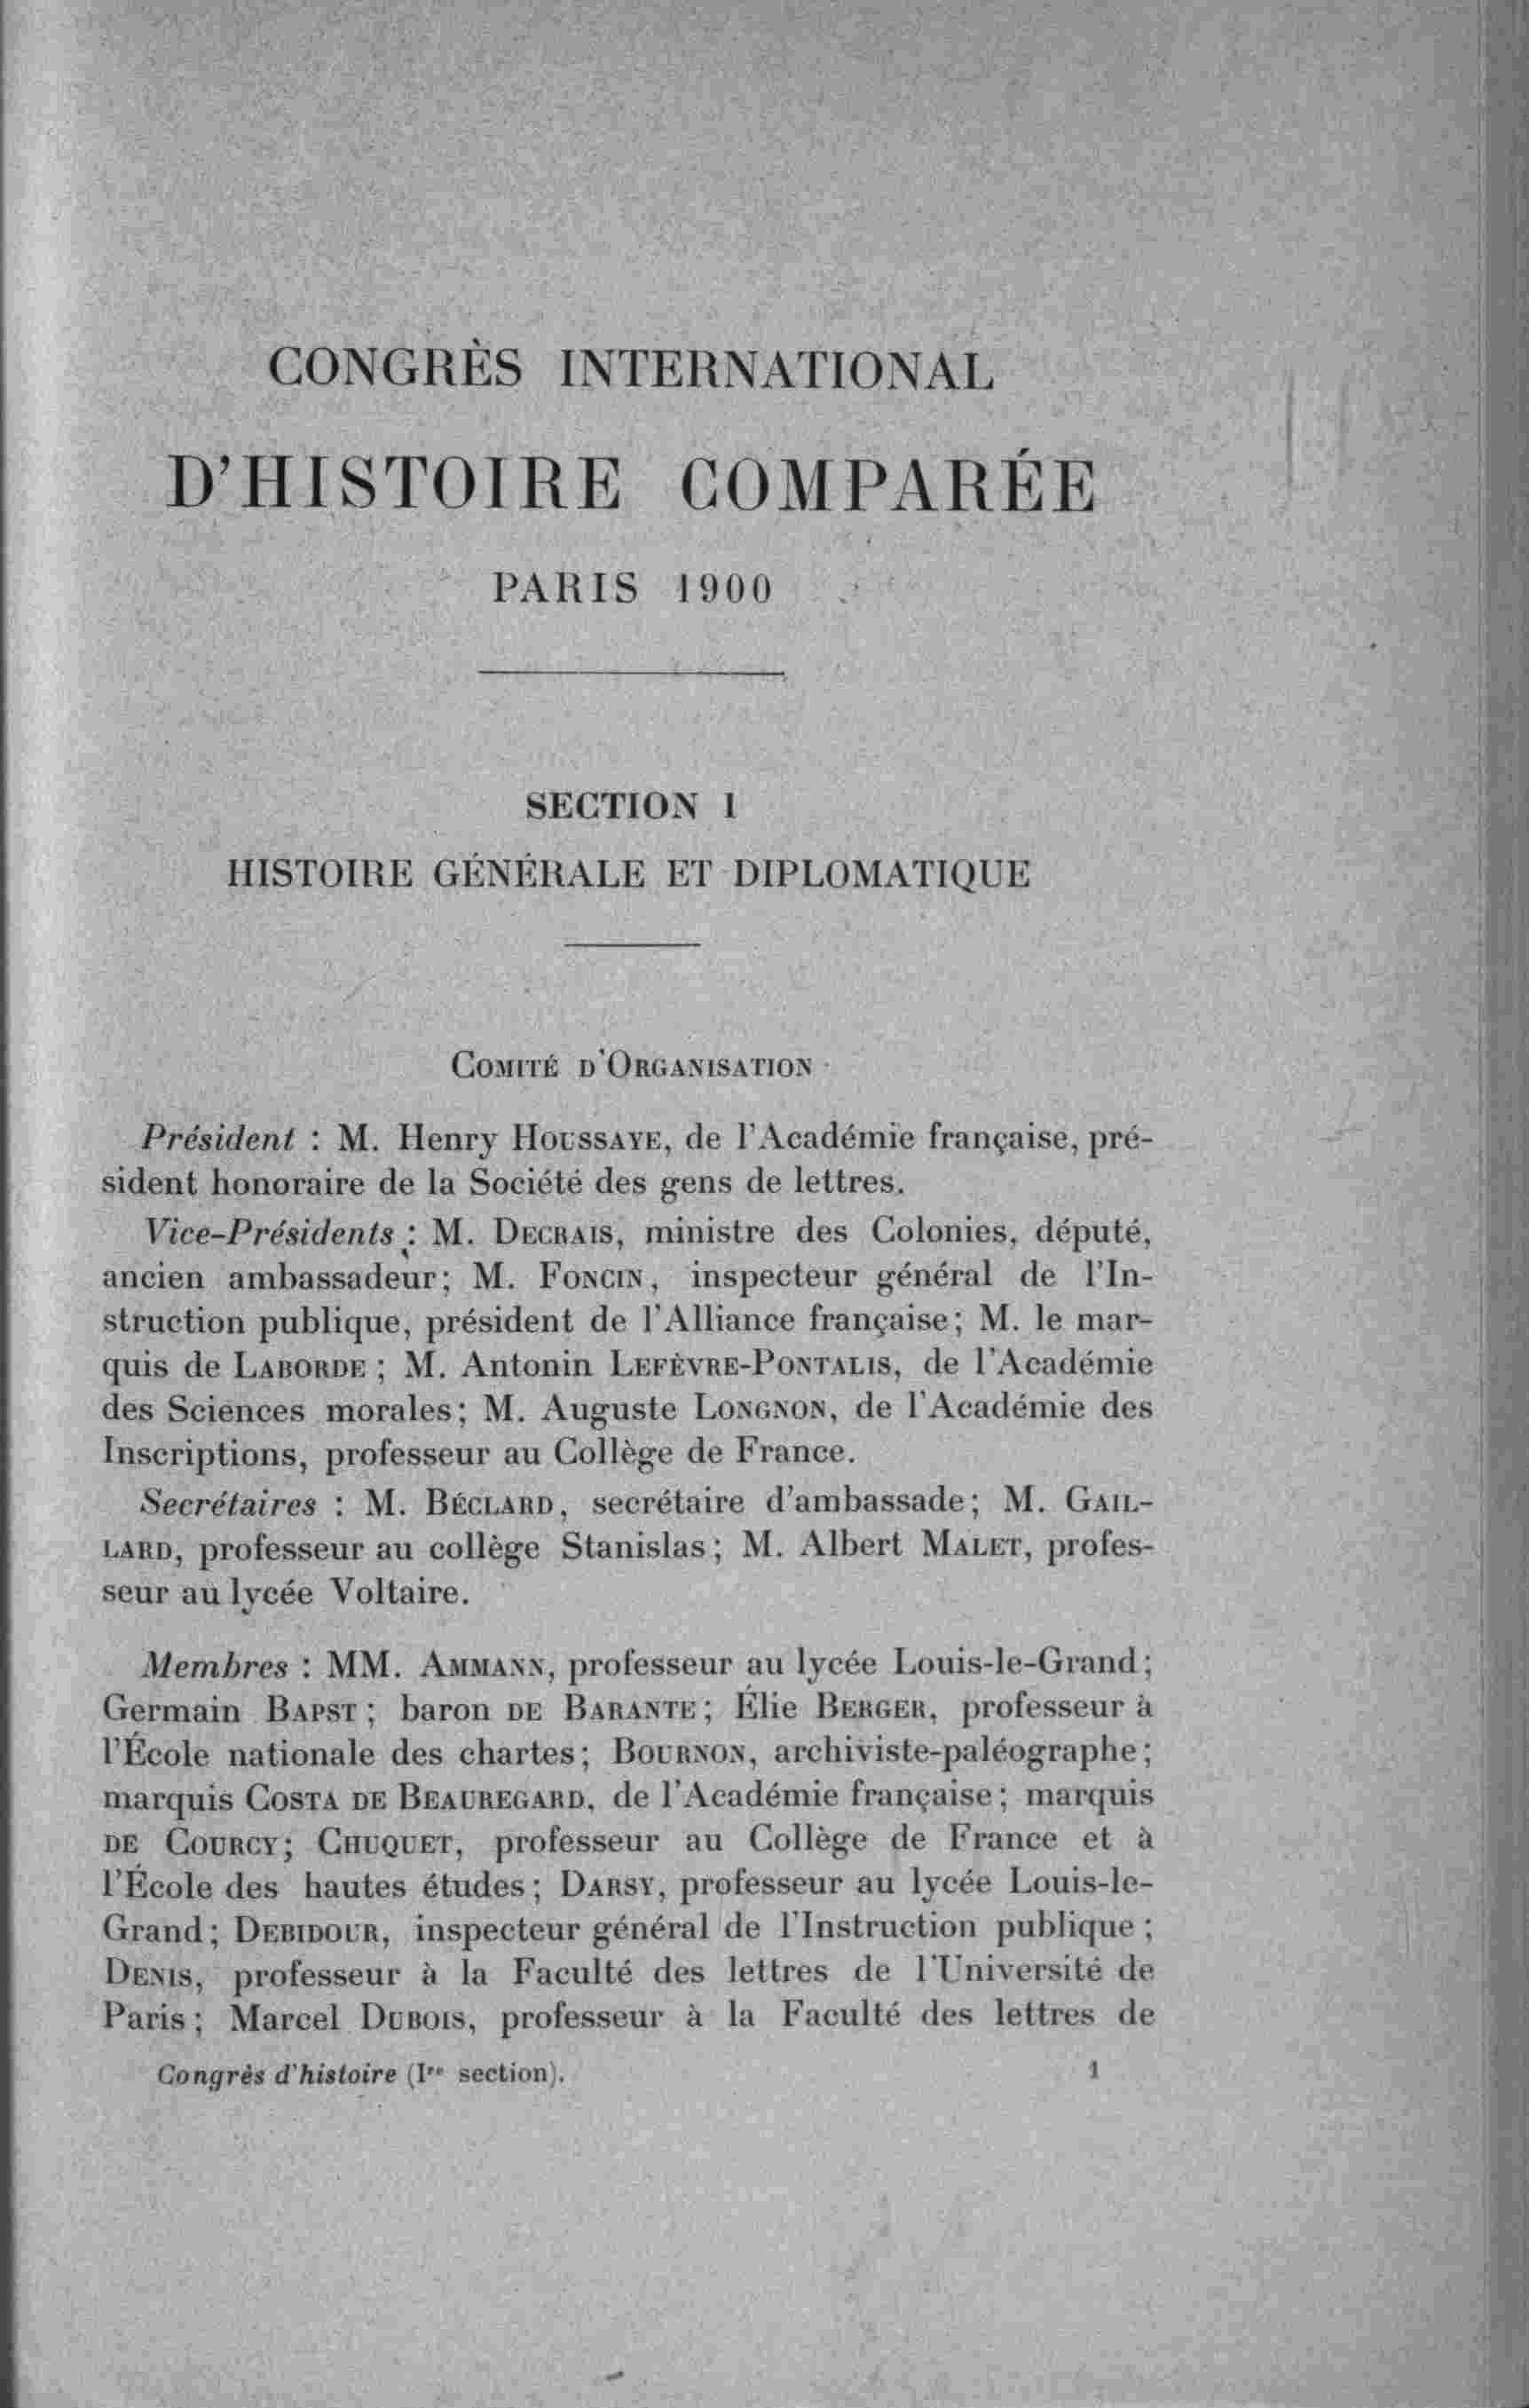 CONGRÈS INTERNATIONAL
D'HISTOIRE COMPARÉE
PARIS 1900
SECTION I
HISTOIRE GÉNÉRALE ET DIPLOMATIQUE
COMITÉ D'ORGANISATION
Président : M. Henry HOUSSAYE, de l'Académie française, pré-
sident honoraire de la Société des gens de lettres.
Vice-Présidents : M. DECRAIS, ministre des Colonies, député,
ancien ambassadeur; M. FONCIN, inspecteur général de l'In-
struction publique, président de l'Alliance française; M. le mar-
quis de LABORDE ; M. Antonin LEFÈVRE-PONTALIS, de l'Académie
des Sciences morales; M. Auguste LONGNON, de l'Académie des
Inscriptions, professeur au Collège de France.
Secrétaires : M. BÉCLARD, secrétaire d'ambassade; M. GAIL-
LARD, professeur au collège Stanislas; M. Albert MALET, profes-
seur au lycée Voltaire.
Membres : MM. AMMANN, professeur au lycée Louis-le-Grand;
Germain BAPST ; baron DE BARANTE ; Élie BERGER, professeur à
l'École nationale des chartes; BOURNON, archiviste-paléographe;
marquis COSTA DE BEAUREGARD, de l'Académie française; marquis
DE COURCY; CHUQUET, professeur au Collège de France et à
l'École des hautes études; DARSY, professeur au lycée Louis-le-
Grand; DEBIDOUR, inspecteur général de l'Instruction publique ;
DENIS, professeur à la Faculté des lettres de l'Université de
Paris; Marcel DUBOIS, professeur à la Faculté des lettres de
Congrès d'histoire (Ire section). 1